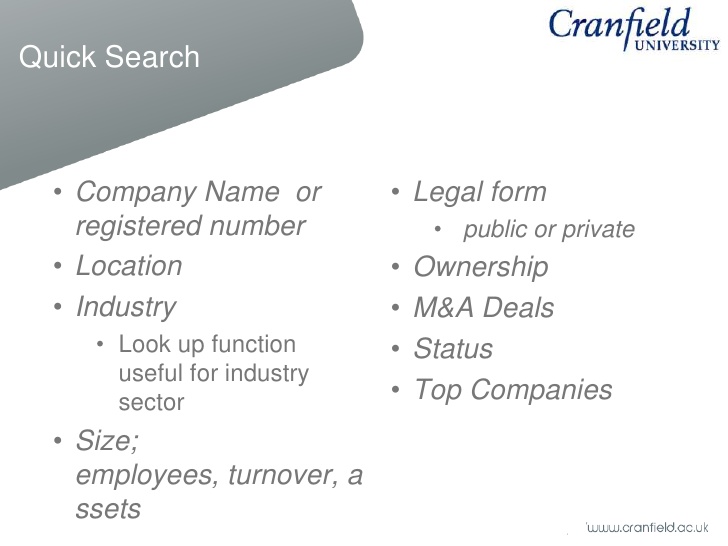 Cranfield
UNIVERSITY
Quick Search
• Company Name or
registered number
• Location
• Industry
• Look up function
useful for industry
sector
• Size;
employees, turnover, a
ssets
• Legal form
• public or private
• Ownership
• M&A Deals
• Status
• Top Companies
www.cranfield.ac.uk